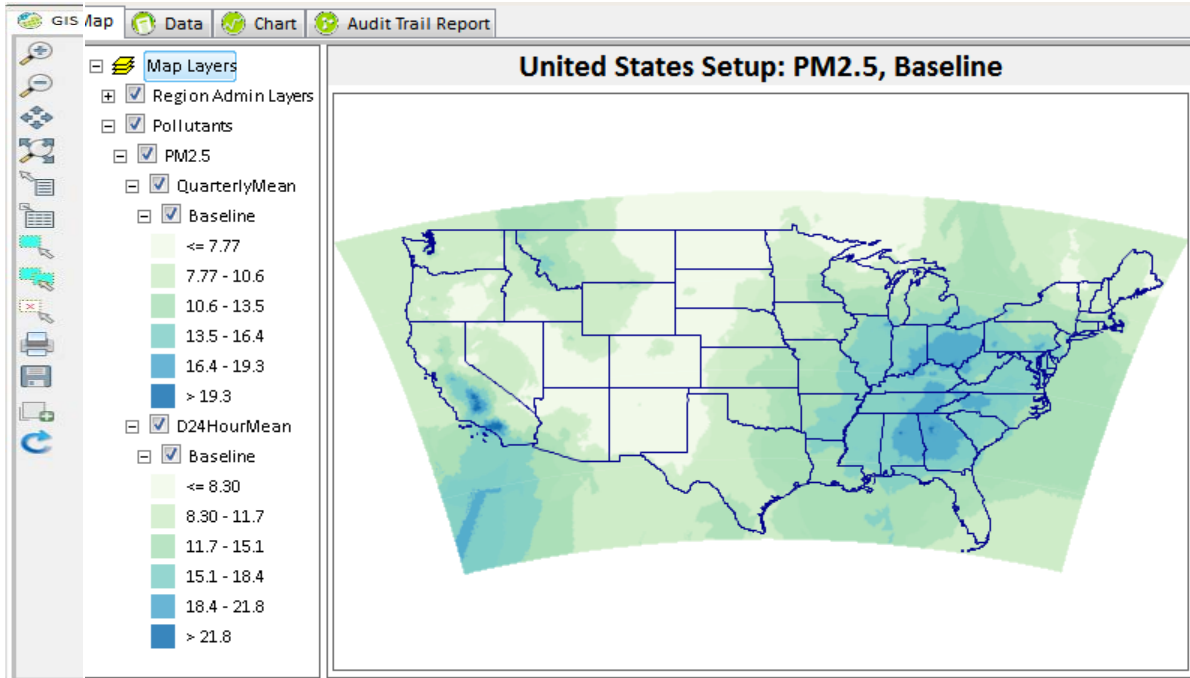 GIS Map Data Chart Audit Trail Report
Map Layers
Region Admin Layers
Pollutants
PM2.5
QuarterlyMean
Baseline
<= 7.77
7.77 - 10.6
10.6 - 13.5
13.5 - 16.4
16.4 - 19.3
> 19.3
D24HourMean
Baseline
<= 8.30
8.30 - 11.7
11.7 - 15.1
15.1 - 18.4
18.4 - 21.8
> 21.8
United States Setup: PM2.5, Baseline